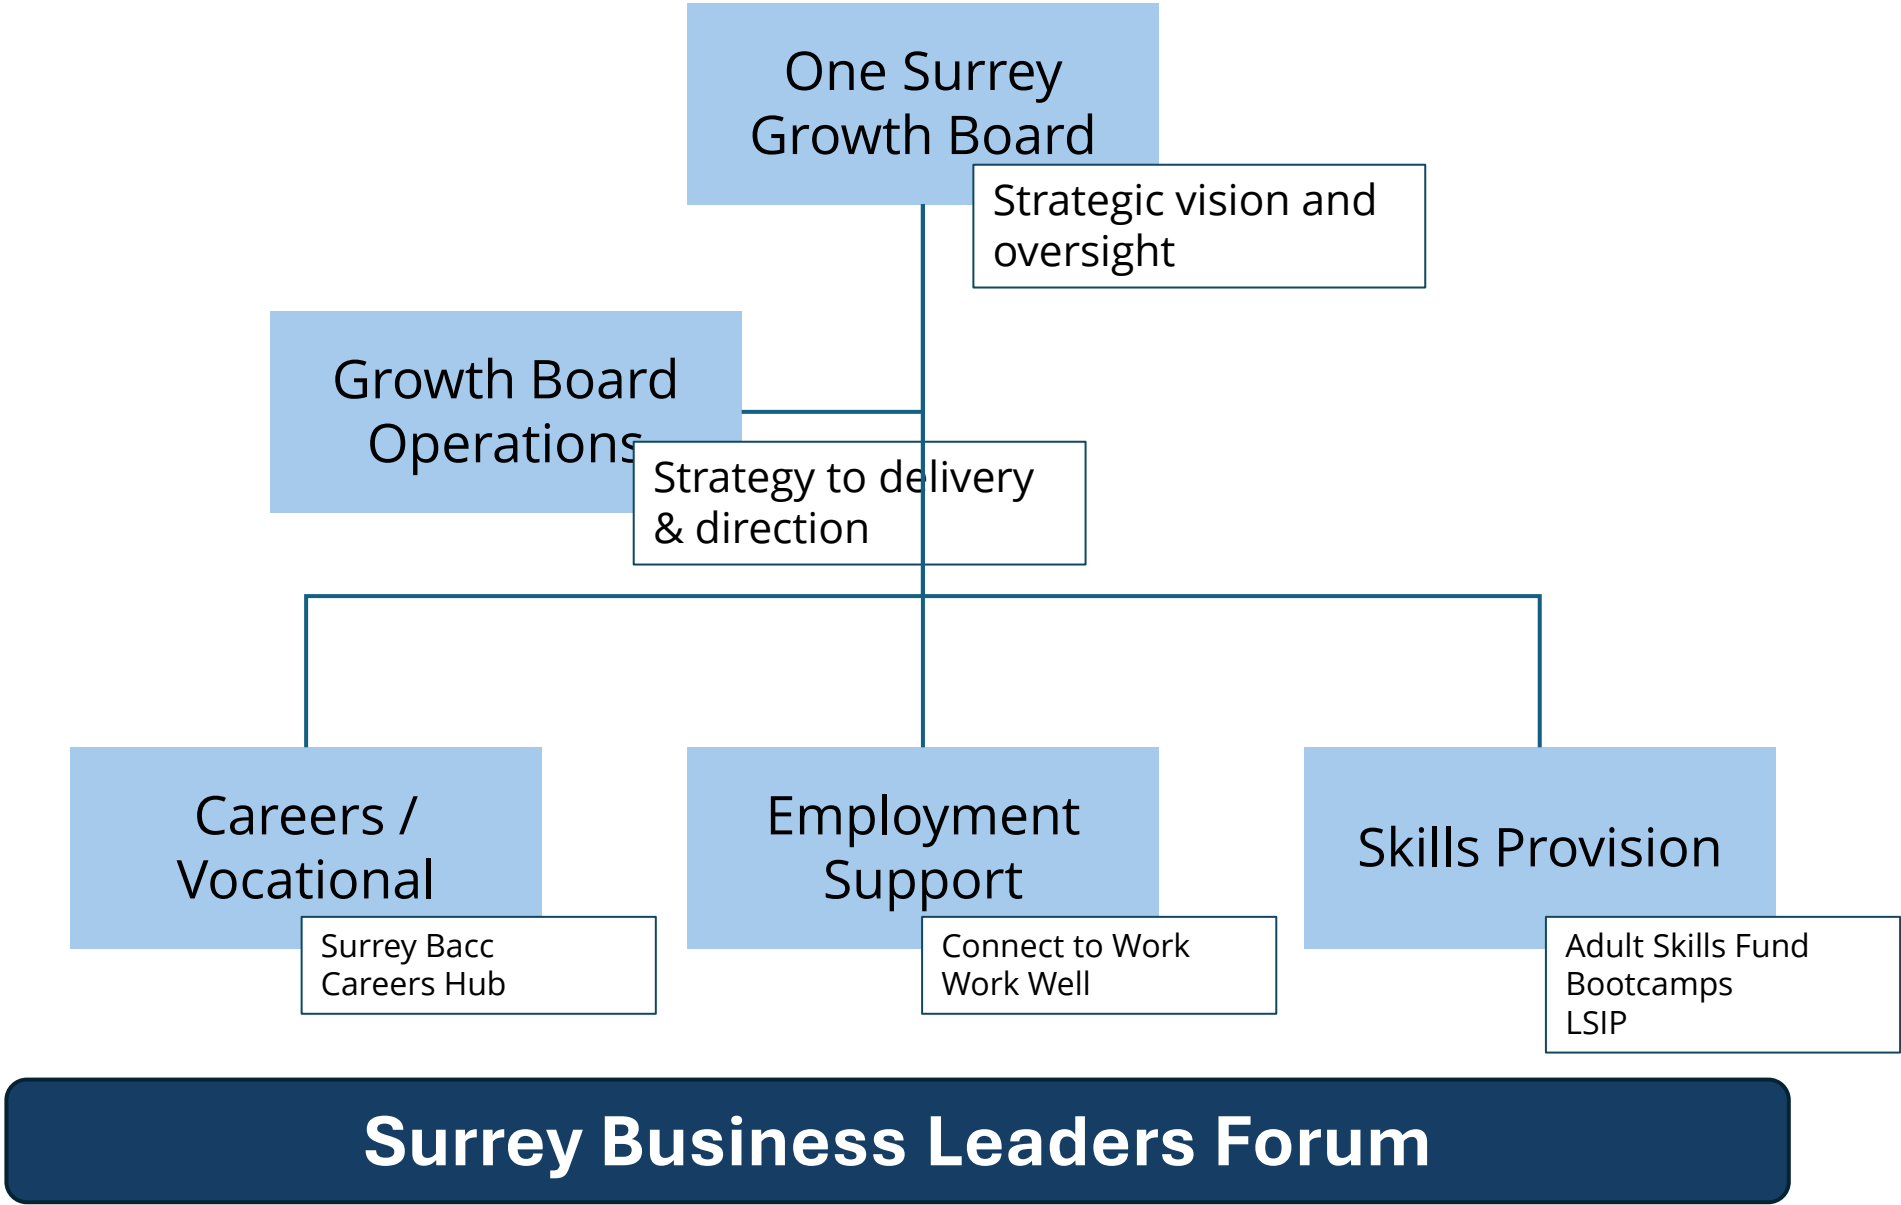 One Surrey
Growth Board
Strategic vision and
oversight
Growth Board
Operations
Strategy to delivery
& direction
Careers /
Vocational
Surrey Bacc
Careers Hub
Employment
Support
Connect to Work
Work Well
Skills Provision
Adult Skills Fund
Bootcamps
LSIP
Surrey Business Leaders Forum